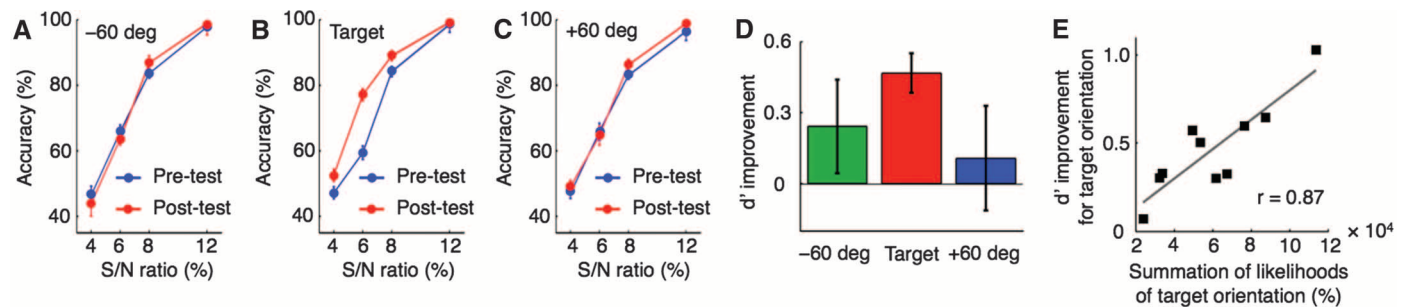 A
–60 deg
Accuracy (%)
100
80
60
40
Pre-test
Post-test
4 6 8 12
S/N ratio (%)
B
Target
Accuracy (%)
100
80
60
40
Pre-test
Post-test
4 6 8 12
S/N ratio (%)
C
+60 deg
Accuracy (%)
100
80
60
40
Pre-test
Post-test
4 6 8 12
S/N ratio (%)
D
d' improvement
0.6
0.3
0
–60 deg Target +60 deg
E
d' improvement
for target orientation
1.0
0.5
0
r = 0.87
2 4 6 8 10 12 × 10⁴
Summation of likelihoods
of target orientation (%)